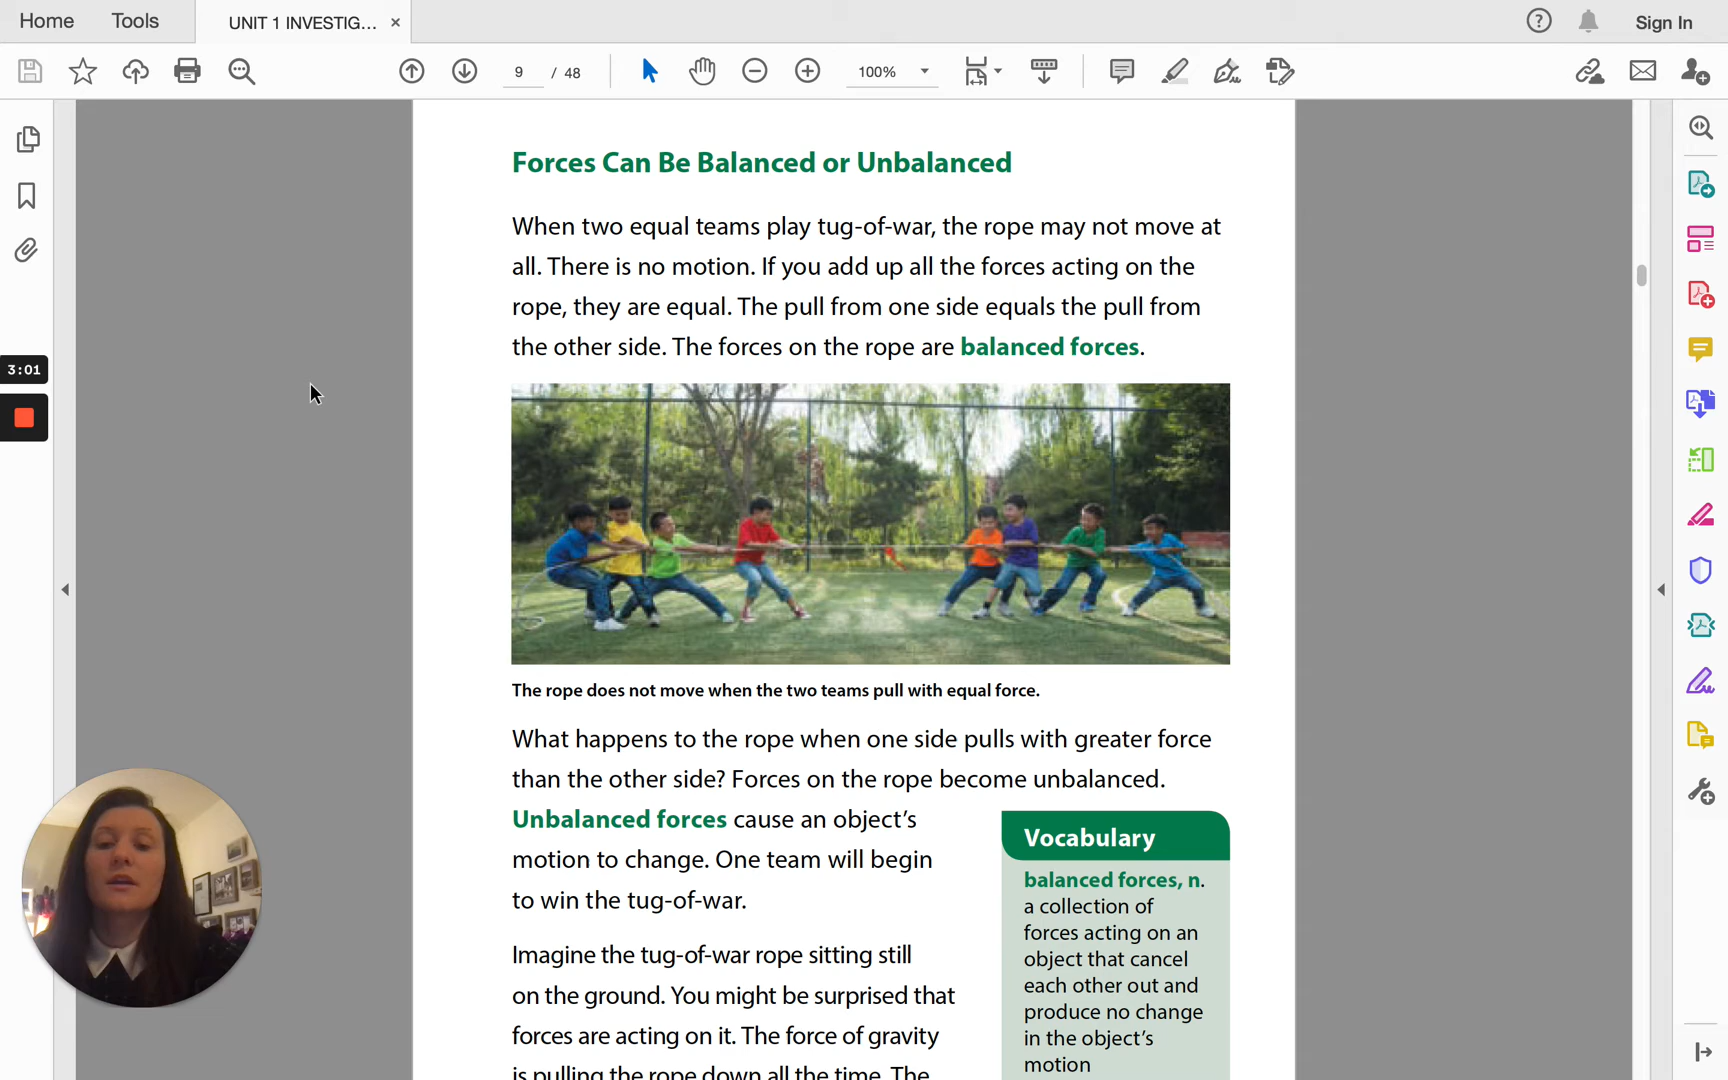 Home Tools UNIT 1 INVESTIG... × Sign In
9 / 48 100%
Forces Can Be Balanced or Unbalanced
When two equal teams play tug-of-war, the rope may not move at
all. There is no motion. If you add up all the forces acting on the
rope, they are equal. The pull from one side equals the pull from
the other side. The forces on the rope are balanced forces.
3:01
The rope does not move when the two teams pull with equal force.
What happens to the rope when one side pulls with greater force
than the other side? Forces on the rope become unbalanced.
Unbalanced forces cause an object's
motion to change. One team will begin
to win the tug-of-war.
Imagine the tug-of-war rope sitting still
on the ground. You might be surprised that
forces are acting on it. The force of gravity
is pulling the rope down all the time. The
Vocabulary
balanced forces, n.
a collection of
forces acting on an
object that cancel
each other out and
produce no change
in the object's
motion